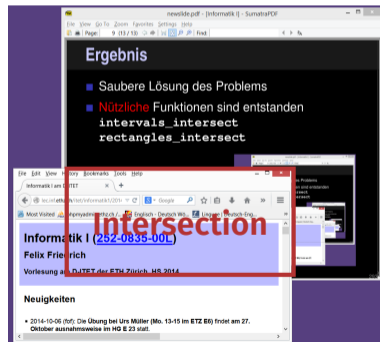 newslide.pdf - [Informatik I] - SumatraPDF
File View Go To Zoom Favorites Settings Help
Page: 9 (13 / 13) Find:
Ergebnis
Saubere Lösung des Problems
Nützliche Funktionen sind entstanden
intervals_intersect
rectangles_intersect
File Edit View History Bookmarks Tools Help
Informatik I am D-ITET
Google
Most Visited Englisch - Deutsch
Intersection
Informatik I (252-0835-00L)
Felix Friedrich
Vorlesung am D-ITET der ETH Zürich, HS 2014
Neuigkeiten
2014-10-06 (fof): Die Übung bei Urs Müller (Mo. 13-15 im ETZ E6) findet am 27.
Oktober ausnahmsweise im HG E 23 statt.